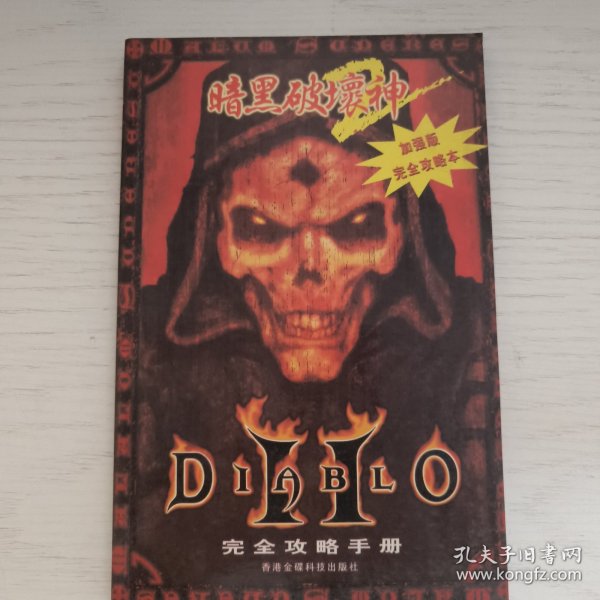 暗黑破壞神
2
加强版
完全攻略本
DIABLO
II
完全攻略手册
香港金碟科技出版社
孔夫子旧书网
www.kongfz.com